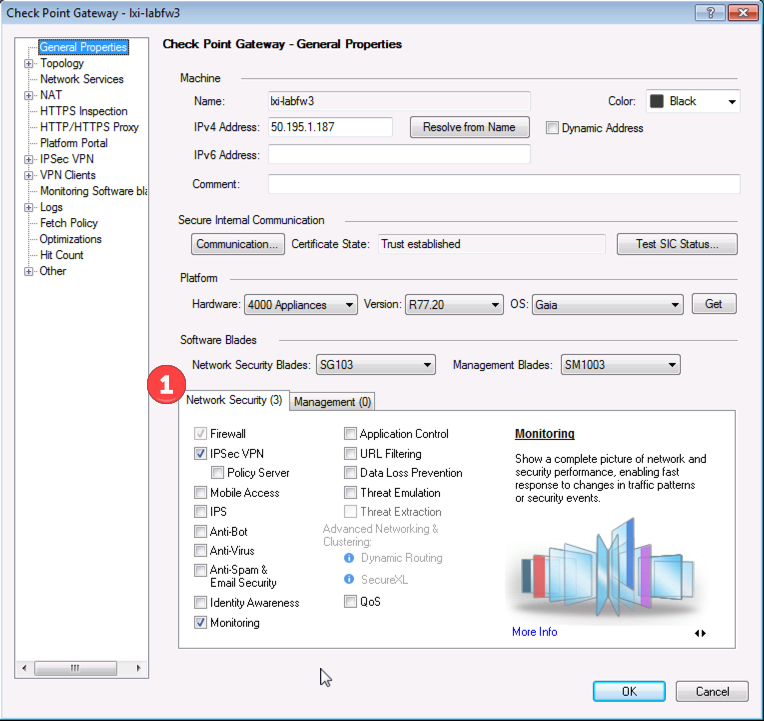 Check Point Gateway - lxi-labfw3
General Properties
Topology
Network Services
NAT
HTTPS Inspection
HTTP/HTTPS Proxy
Platform Portal
IPSec VPN
VPN Clients
Monitoring Software bla
Logs
Fetch Policy
Optimizations
Hit Count
Other
Check Point Gateway - General Properties
Machine
Name: lxi-labfw3 Color: Black
IPv4 Address: 50.195.1.187 Resolve from Name Dynamic Address
IPv6 Address:
Comment:
Secure Internal Communication
Communication... Certificate State: Trust established Test SIC Status...
Platform
Hardware: 4000 Appliances Version: R77.20 OS: Gaia Get
Software Blades
Network Security Blades: SG103 Management Blades: SM1003
1
Network Security (3) Management (0)
Firewall
IPSec VPN
Policy Server
Mobile Access
IPS
Anti-Bot
Anti-Virus
Anti-Spam &
Email Security
Identity Awareness
Monitoring
Application Control
URL Filtering
Data Loss Prevention
Threat Emulation
Threat Extraction
Advanced Networking &
Clustering:
Dynamic Routing
SecureXL
QoS
Monitoring
Show a complete picture of network and
security performance, enabling fast
response to changes in traffic patterns
or security events.
More Info
OK Cancel